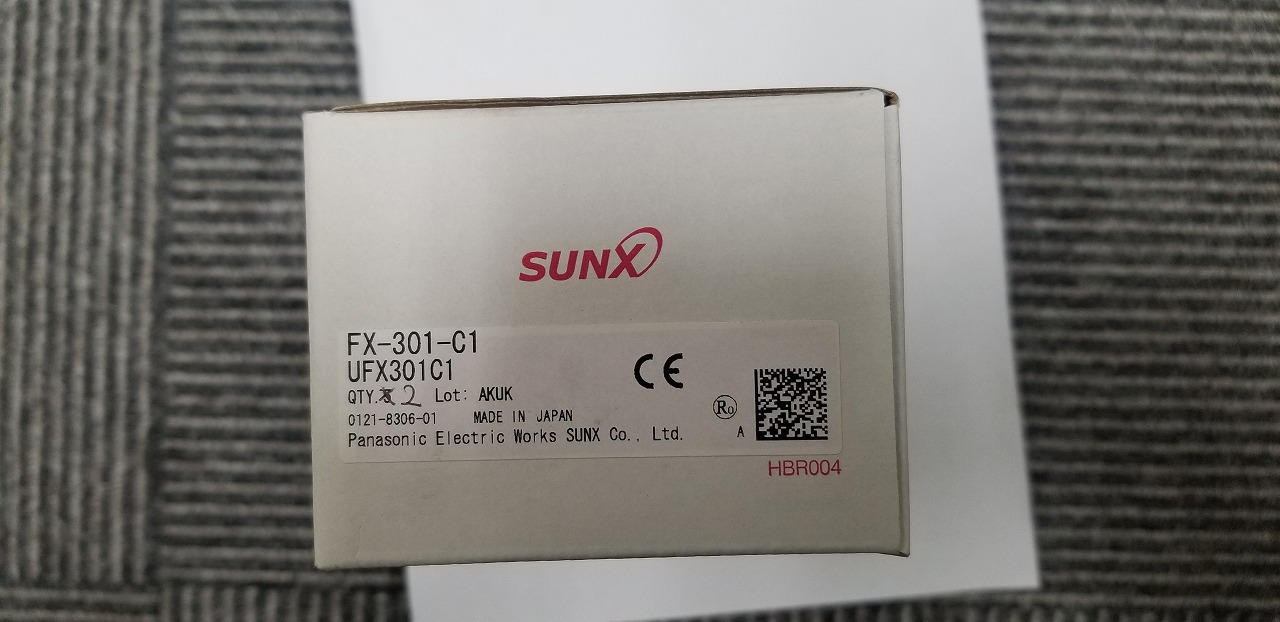 SUNX
FX-301-C1
UFX301C1
QTY. 2 Lot: AKUK
0121-8306-01 MADE IN JAPAN
Panasonic Electric Works SUNX Co., Ltd.
CE
Ro
A
HBR004